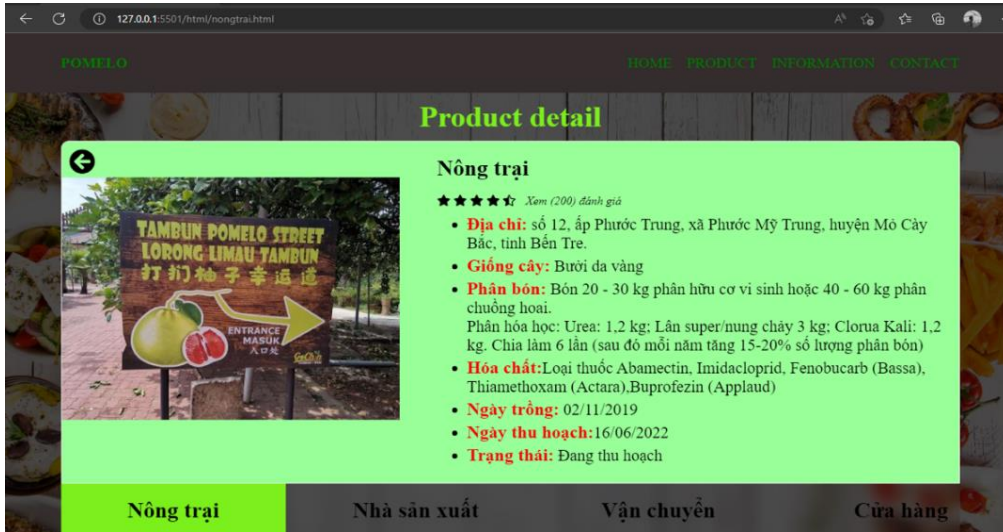 127.0.0.1:5501/html/nongtrai.html
POMELO
HOME PRODUCT INFORMATION CONTACT
Product detail
Nông trại
Xem (200) đánh giá
Địa chỉ: số 12, ấp Phước Trung, xã Phước Mỹ Trung, huyện Mỏ Cày
Bắc, tỉnh Bến Tre.
Giống cây: Bưởi da vàng
Phân bón: Bón 20 - 30 kg phân hữu cơ vi sinh hoặc 40 - 60 kg phân
chuồng hoai.
Phân hóa học: Urea: 1,2 kg; Lân super/nung chảy 3 kg; Clorua Kali: 1,2
kg. Chia làm 6 lần (sau đó mỗi năm tăng 15-20% số lượng phân bón)
Hóa chất:Loại thuốc Abamectin, Imidacloprid, Fenobucarb (Bassa),
Thiamethoxam (Actara),Buprofezin (Applaud)
Ngày trồng: 02/11/2019
Ngày thu hoạch:16/06/2022
Trạng thái: Đang thu hoạch
TAMBUN POMELO STREET
LORONG LIMAU TAMBUN
打扪柚子幸运道
ENTRANCE
MASUK
入口处
Nông trại Nhà sản xuất Vận chuyển Cửa hàng